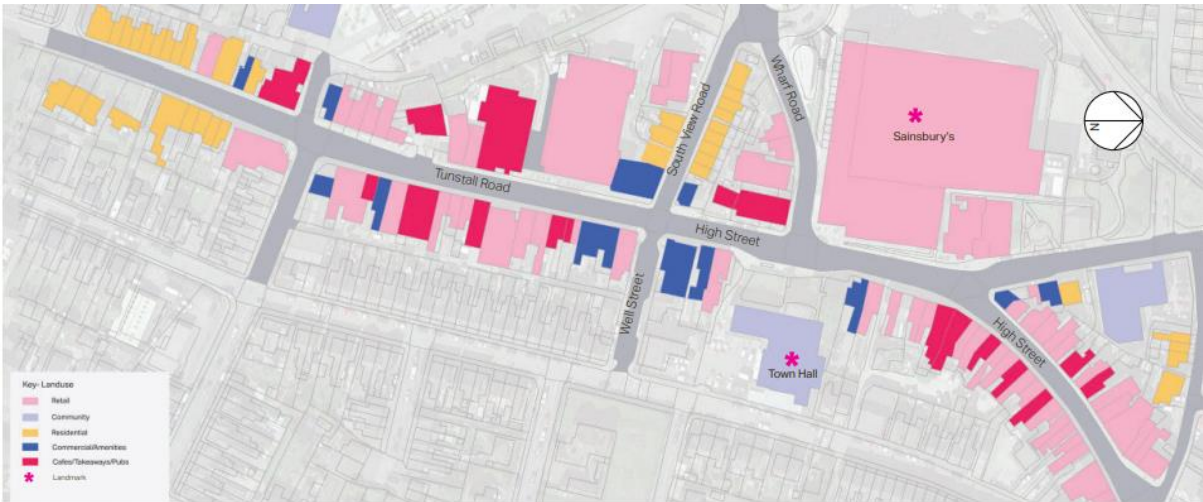 South View Road
Wharf Road
Sainsbury's
N
Tunstall Road
High Street
Well Street
Town Hall
High Street
Key- Landuse
Retail
Community
Residential
Commercial/Amenities
Cafes/Takeaways/Pubs
Landmark